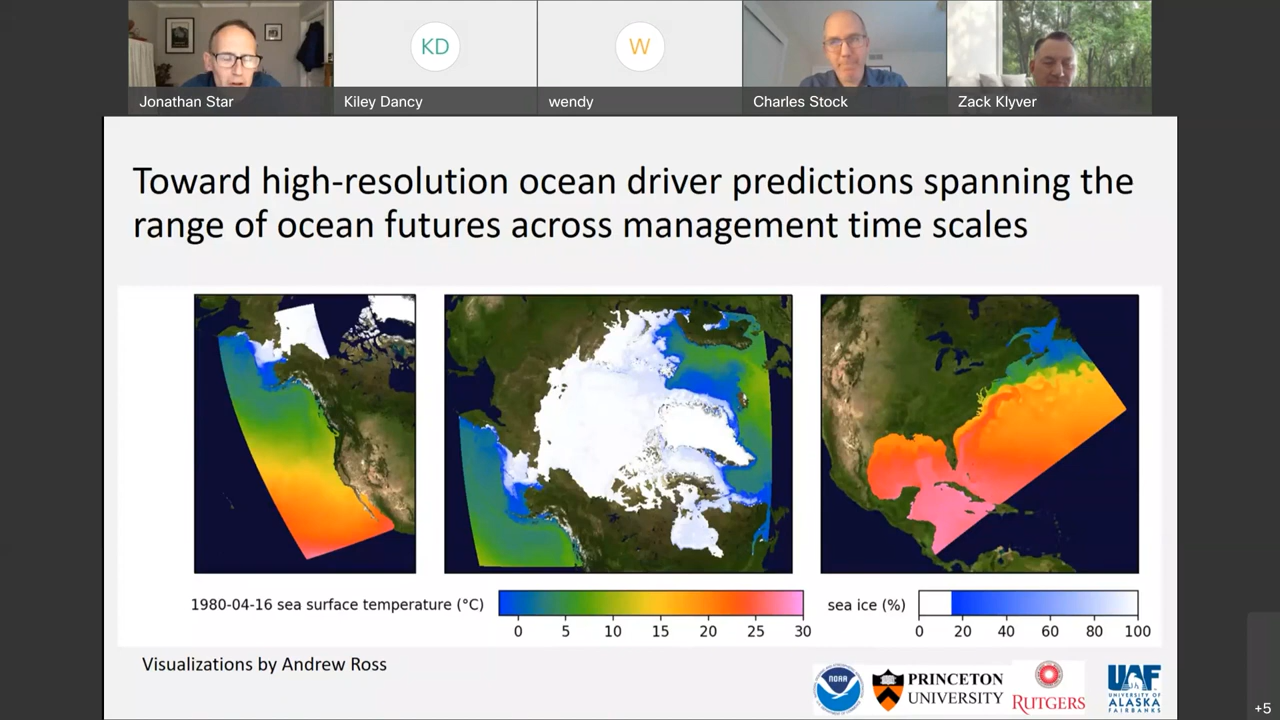 KD
W
Jonathan Star
Kiley Dancy
wendy
Charles Stock
Zack Klyver
Toward high-resolution ocean driver predictions spanning the
range of ocean futures across management time scales
1980-04-16 sea surface temperature (°C)
0 5 10 15 20 25 30
sea ice (%)
0 20 40 60 80 100
Visualizations by Andrew Ross
NOAA
PRINCETON
UNIVERSITY
RUTGERS
UAF
UNIVERSITY OF
ALASKA
FAIRBANKS
+5